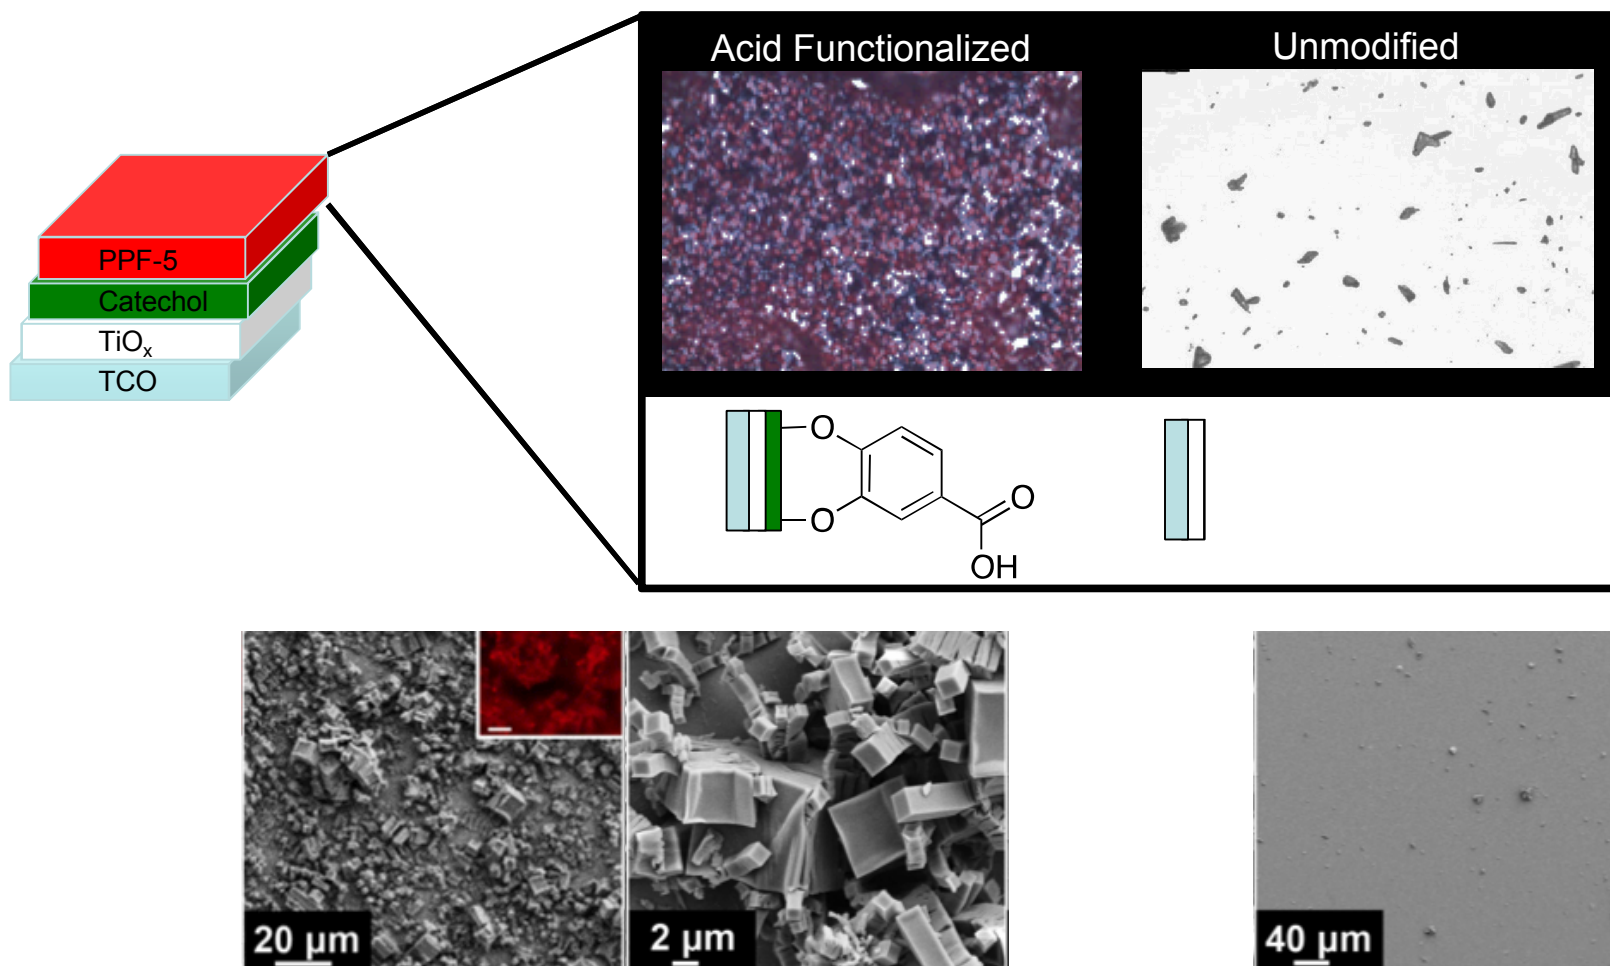 Acid Functionalized
Unmodified
PPF-5
Catechol
TiOₓ
TCO
O
O
O
OH
20 μm
2 μm
40 μm